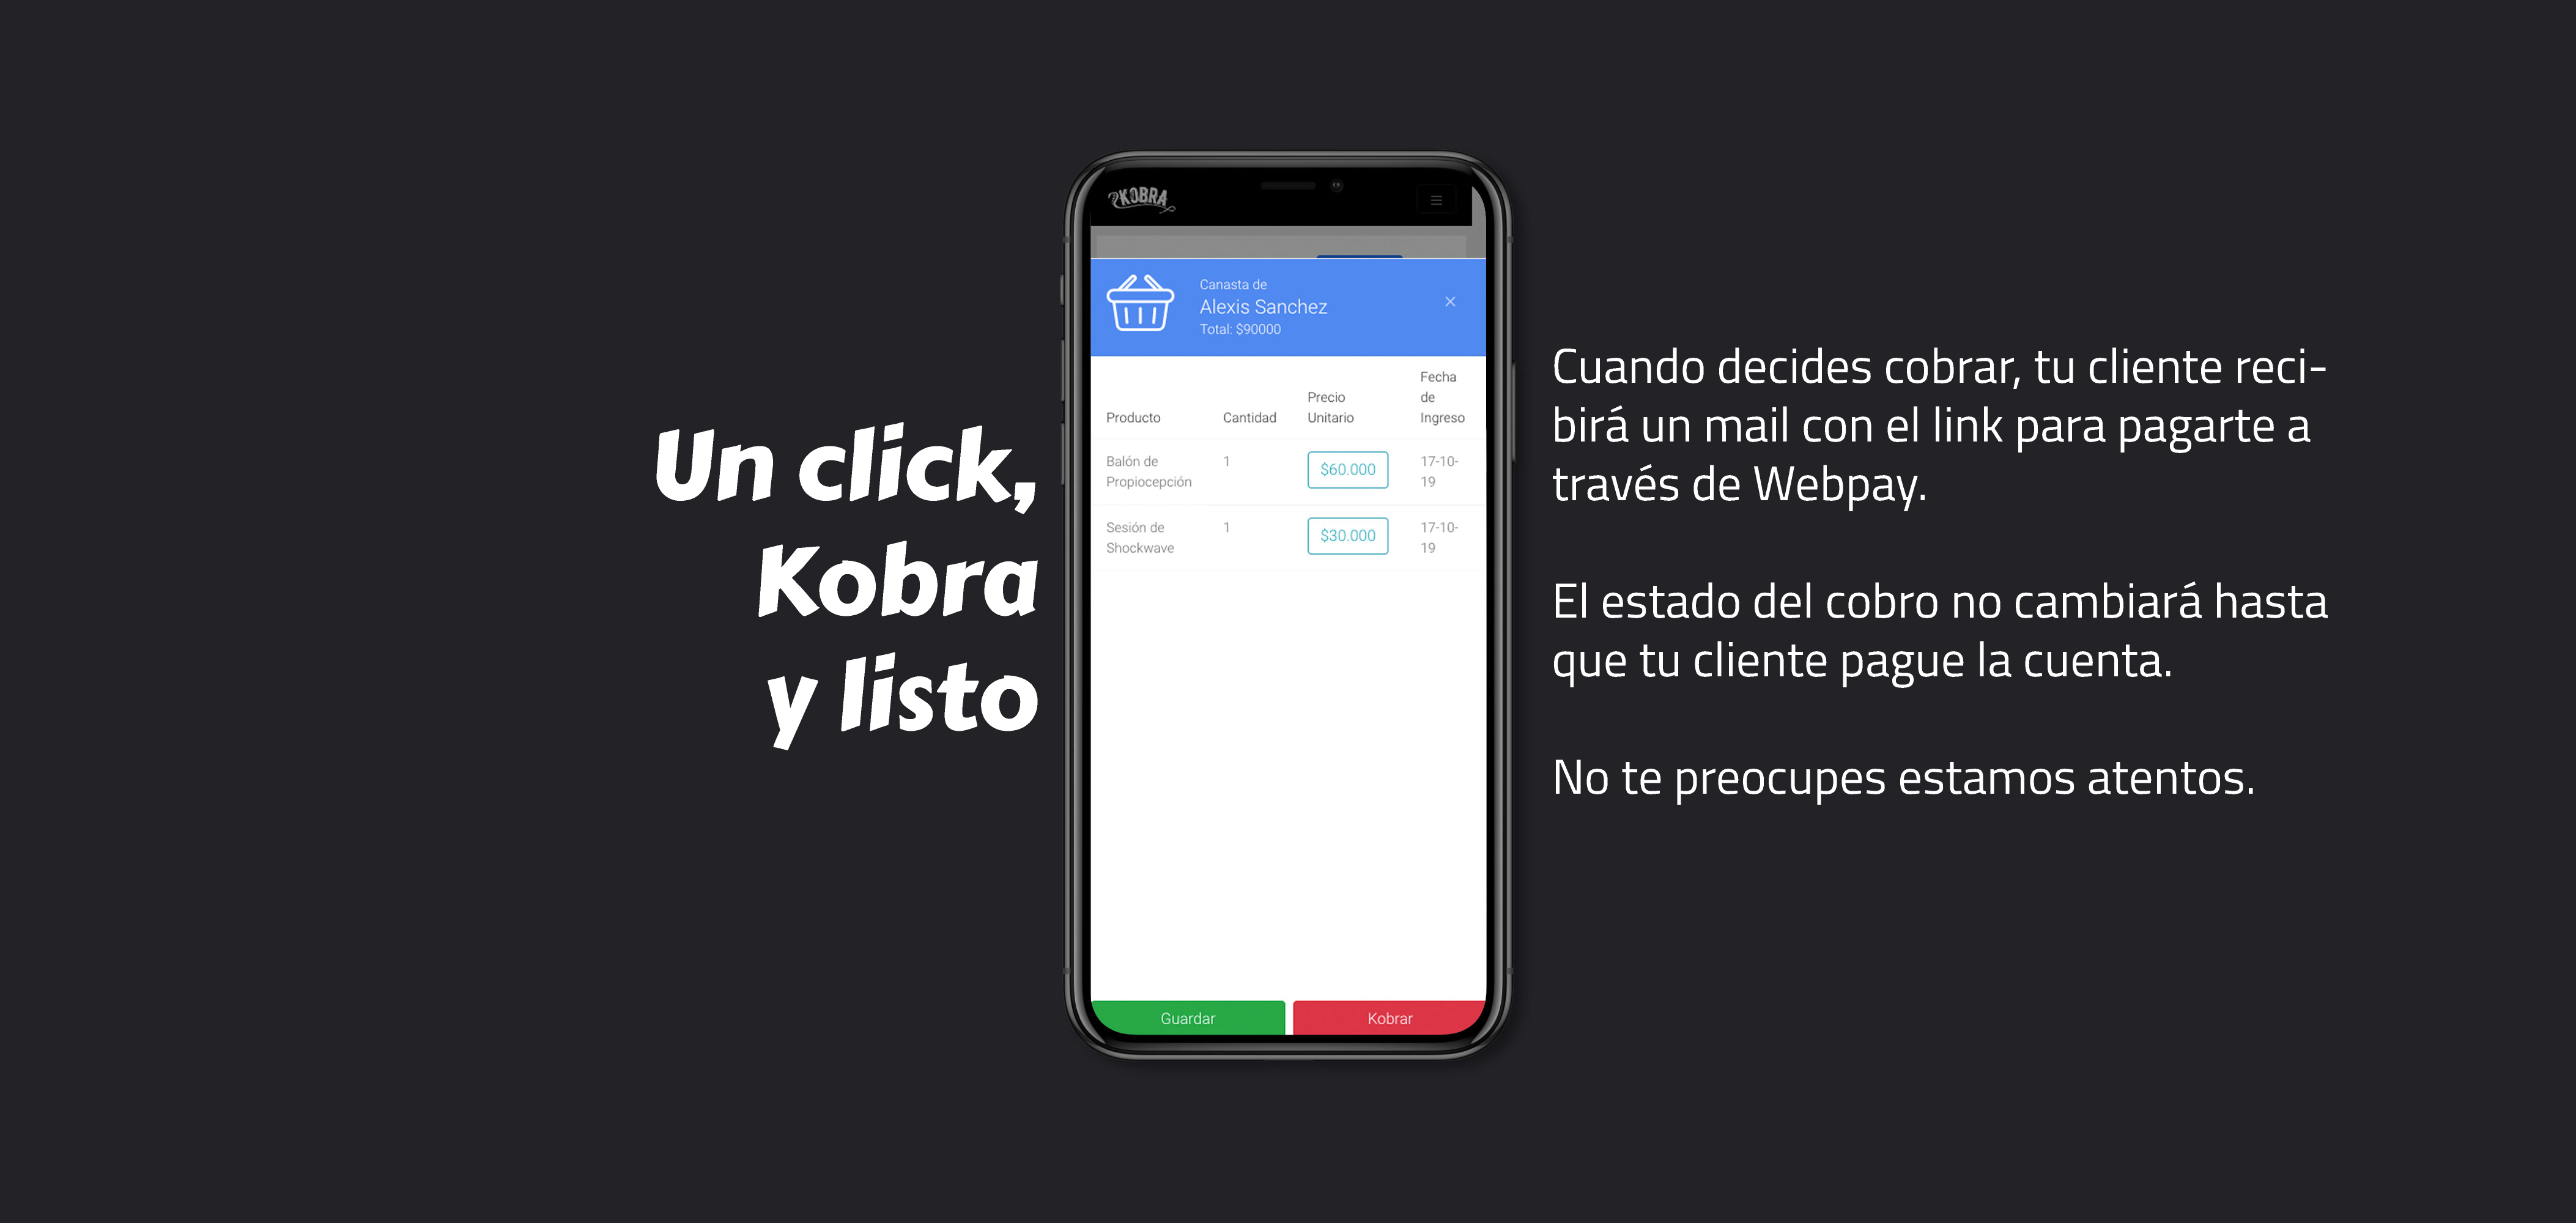 Un click,
Kobra
y listo
KOBRA
Canasta de
Alexis Sanchez
Total: $90000
×
Producto
Cantidad
Precio
Unitario
Fecha
de
Ingreso
Balón de
Propiocepción
1
$60.000
17-10-
19
Sesión de
Shockwave
1
$30.000
17-10-
19
Guardar
Kobrar
Cuando decides cobrar, tu cliente reci-
birá un mail con el link para pagarte a
través de Webpay.
El estado del cobro no cambiará hasta
que tu cliente pague la cuenta.
No te preocupes estamos atentos.